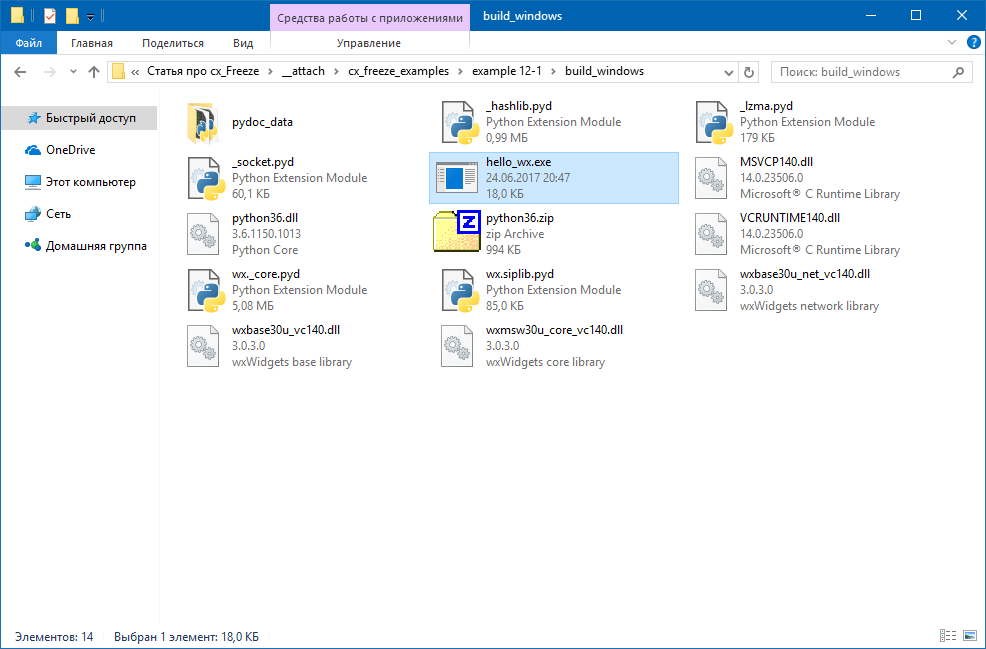 Средства работы с приложениями
build_windows
Файл
Главная
Поделиться
Вид
Управление
?
« Статья про cx_Freeze > __attach > cx_freeze_examples > example 12-1 > build_windows
Поиск: build_windows
Быстрый доступ
OneDrive
Этот компьютер
Сеть
Домашняя группа
pydoc_data
_hashlib.pyd
Python Extension Module
0,99 МБ
_lzma.pyd
Python Extension Module
179 КБ
_socket.pyd
Python Extension Module
60,1 КБ
hello_wx.exe
24.06.2017 20:47
18,0 КБ
MSVCP140.dll
14.0.23506.0
Microsoft® C Runtime Library
python36.dll
3.6.1150.1013
Python Core
Z
python36.zip
zip Archive
994 КБ
VCRUNTIME140.dll
14.0.23506.0
Microsoft® C Runtime Library
wx._core.pyd
Python Extension Module
5,08 МБ
wx.siplib.pyd
Python Extension Module
85,0 КБ
wxbase30u_net_vc140.dll
3.0.3.0
wxWidgets network library
wxbase30u_vc140.dll
3.0.3.0
wxWidgets base library
wxmsw30u_core_vc140.dll
3.0.3.0
wxWidgets core library
Элементов: 14
Выбран 1 элемент: 18,0 КБ